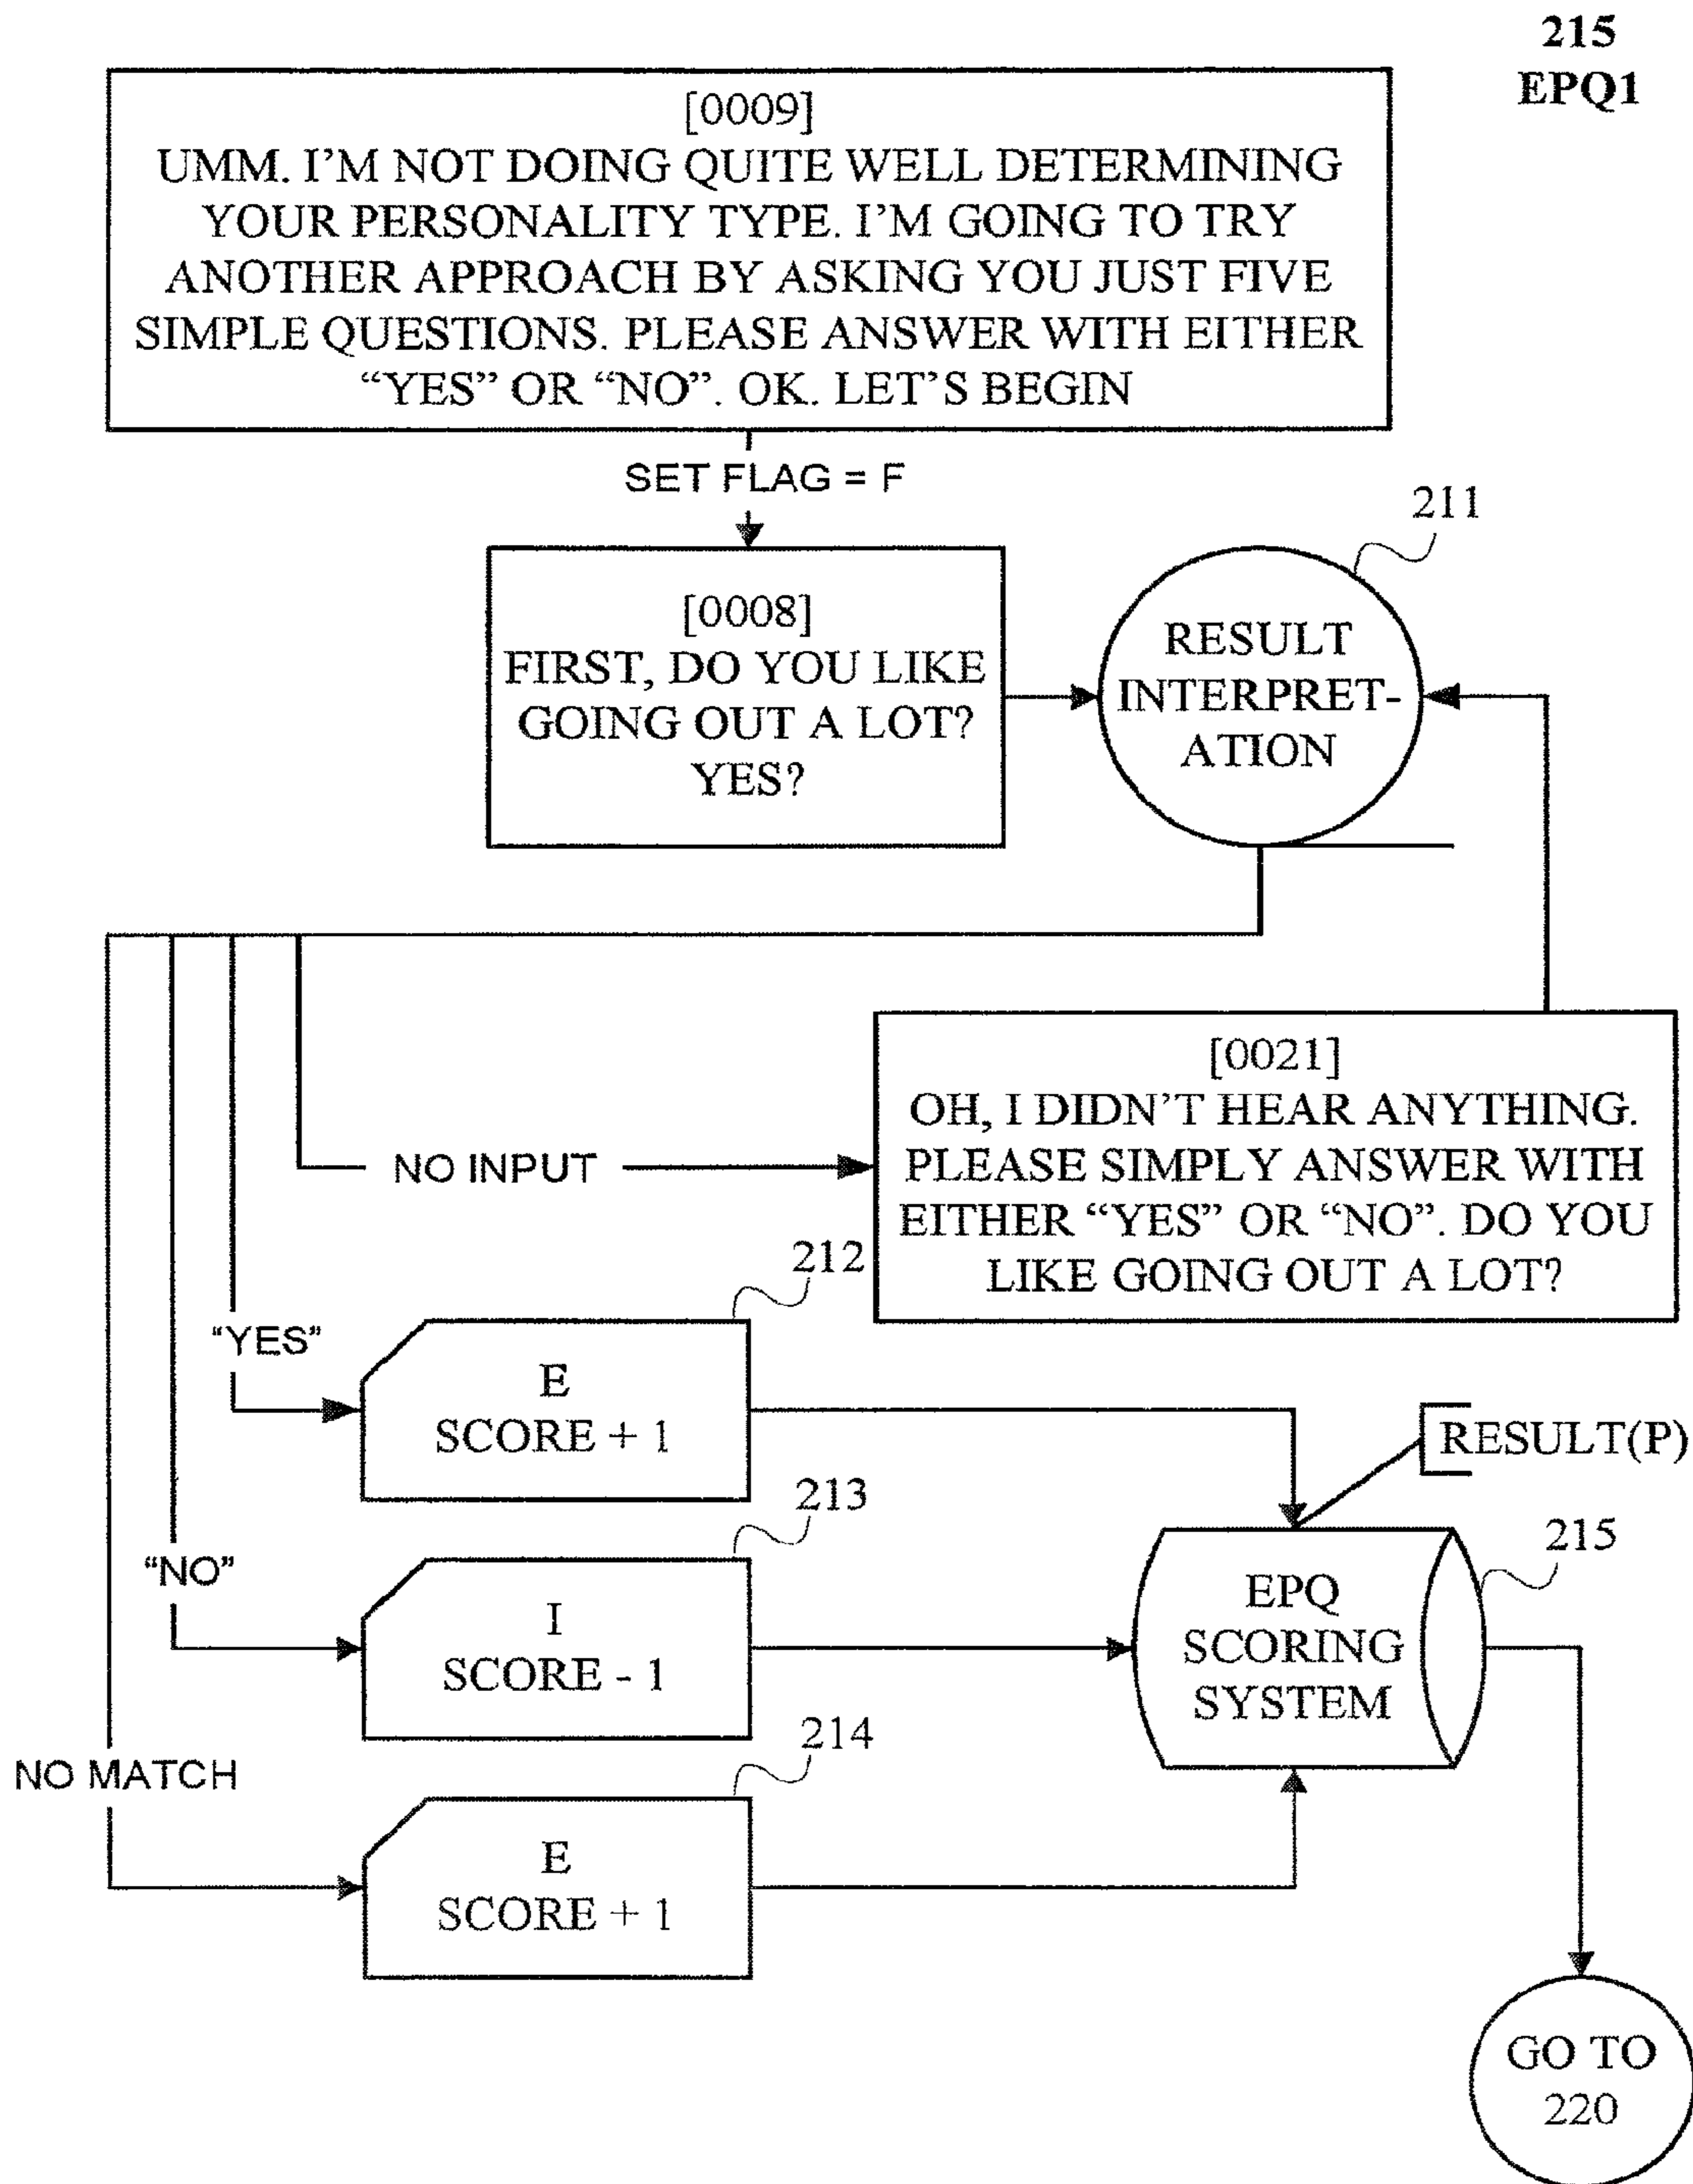 215
EPQ1
[0009]
UMM. I'M NOT DOING QUITE WELL DETERMINING
YOUR PERSONALITY TYPE. I'M GOING TO TRY
ANOTHER APPROACH BY ASKING YOU JUST FIVE
SIMPLE QUESTIONS. PLEASE ANSWER WITH EITHER
“YES” OR “NO”. OK. LET'S BEGIN
SET FLAG = F
211
[0008]
FIRST, DO YOU LIKE
GOING OUT A LOT?
YES?
RESULT
INTERPRET-
ATION
[0021]
OH, I DIDN'T HEAR ANYTHING.
PLEASE SIMPLY ANSWER WITH
EITHER “YES” OR “NO”. DO YOU
LIKE GOING OUT A LOT?
NO INPUT
212
“YES”
E
SCORE + 1
RESULT(P)
213
“NO”
I
SCORE - 1
215
EPQ
SCORING
SYSTEM
214
NO MATCH
E
SCORE + 1
GO TO
220